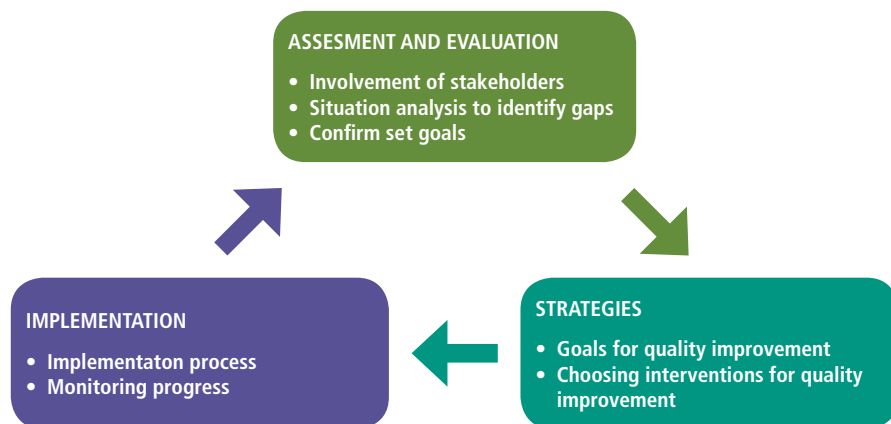 ASSESMENT AND EVALUATION
• Involvement of stakeholders
• Situation analysis to identify gaps
• Confirm set goals
IMPLEMENTATION
• Implementaton process
• Monitoring progress
STRATEGIES
• Goals for quality improvement
• Choosing interventions for quality
improvement